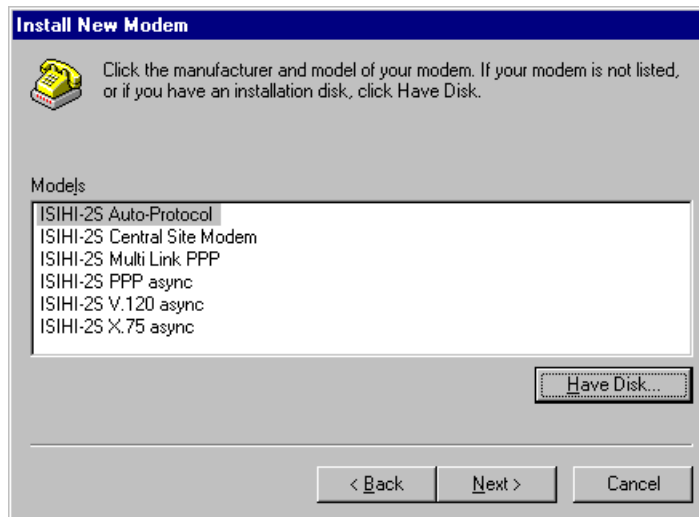 Install New Modem
Click the manufacturer and model of your modem. If your modem is not listed,
or if you have an installation disk, click Have Disk.
Models
ISIHI-2S Auto-Protocol
ISIHI-2S Central Site Modem
ISIHI-2S Multi Link PPP
ISIHI-2S PPP async
ISIHI-2S V.120 async
ISIHI-2S X.75 async
Have Disk...
< Back Next > Cancel